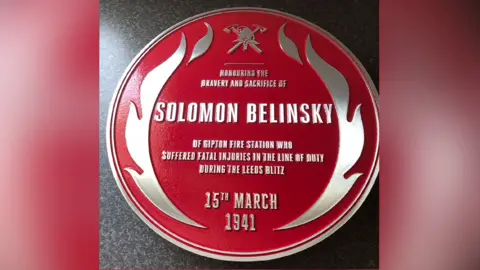 HONOURING THE
BRAVERY AND SACRIFICE OF
SOLOMON BELINSKY
OF GIPTON FIRE STATION WHO
SUFFERED FATAL INJURIES IN THE LINE OF DUTY
DURING THE LEEDS BLITZ
15TH MARCH
1941